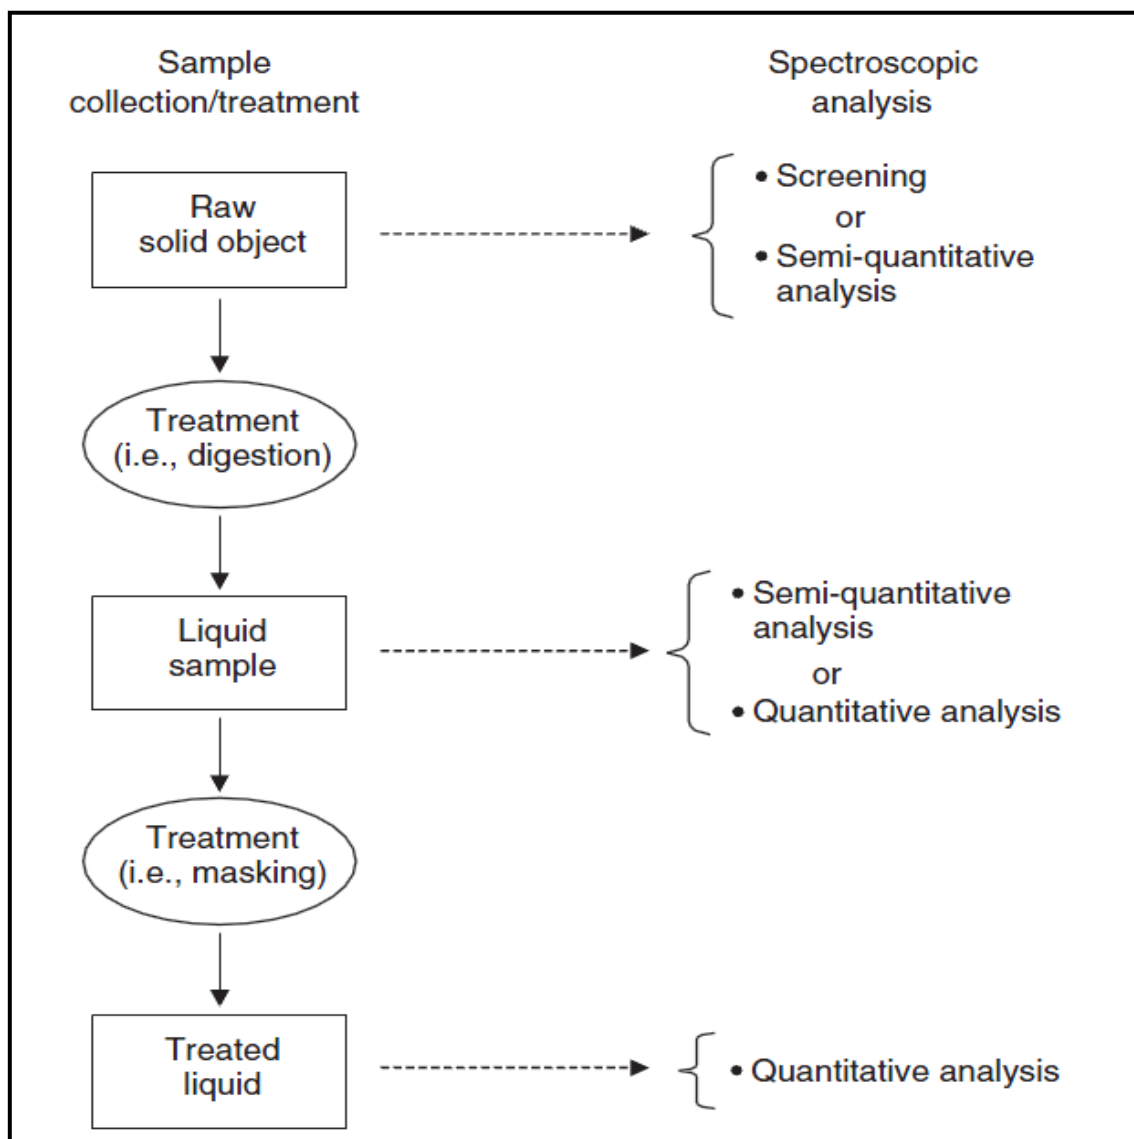 Sample
collection/treatment
Spectroscopic
analysis
Raw
solid object
• Screening
or
• Semi-quantitative
analysis
Treatment
(i.e., digestion)
Liquid
sample
• Semi-quantitative
analysis
or
• Quantitative analysis
Treatment
(i.e., masking)
Treated
liquid
• Quantitative analysis